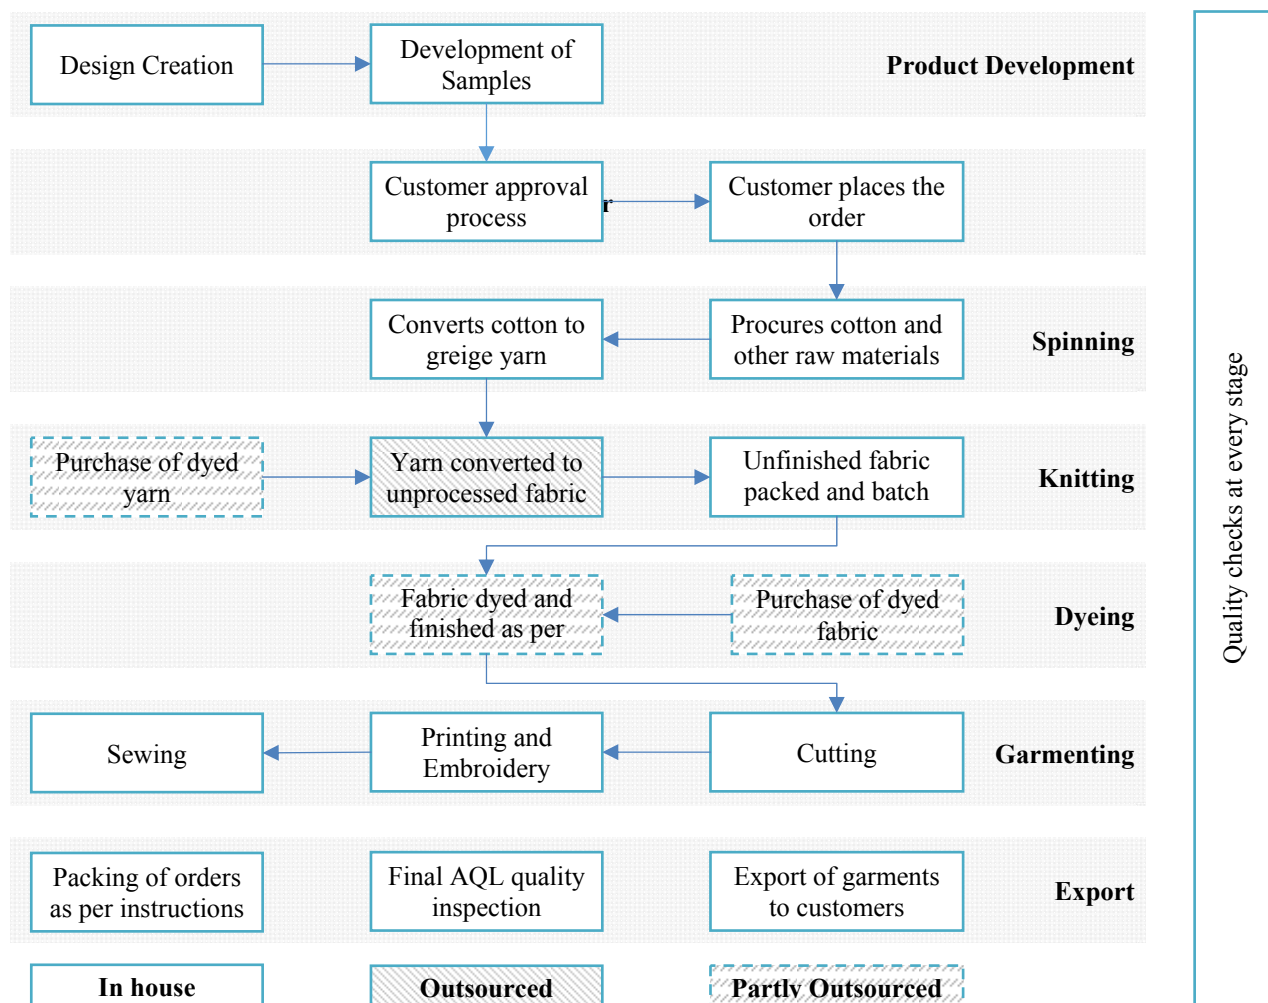 Design Creation
Development of
Samples
Product Development
Customer approval
process
r
Customer places the
order
Converts cotton to
greige yarn
Procures cotton and
other raw materials
Spinning
Purchase of dyed
yarn
Yarn converted to
unprocessed fabric
Unfinished fabric
packed and batch
Knitting
Fabric dyed and
finished as per
Purchase of dyed
fabric
Dyeing
Sewing
Printing and
Embroidery
Cutting
Garmenting
Packing of orders
as per instructions
Final AQL quality
inspection
Export of garments
to customers
Export
In house
Outsourced
Partly Outsourced
Quality checks at every stage